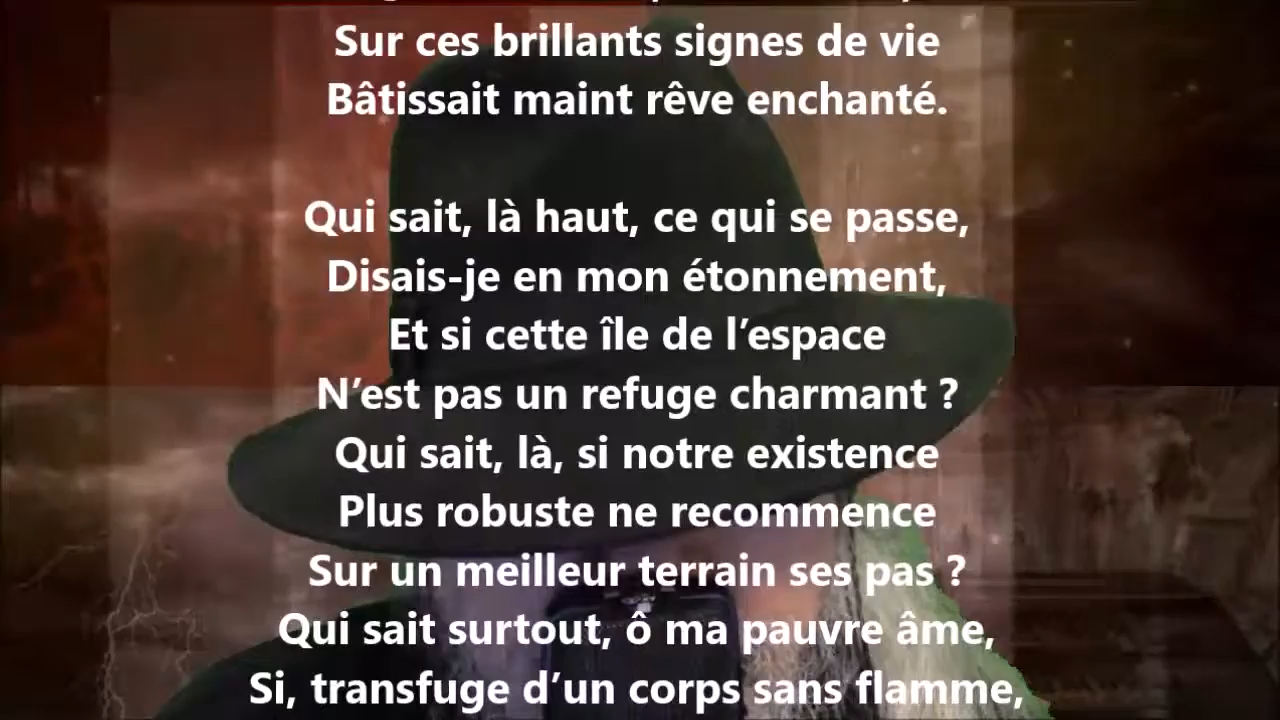 Sur ces brillants signes de vie
Bâtissait maint rêve enchanté.
Qui sait, là haut, ce qui se passe,
Disais-je en mon étonnement,
Et si cette île de l’espace
N’est pas un refuge charmant ?
Qui sait, là, si notre existence
Plus robuste ne recommence
Sur un meilleur terrain ses pas ?
Qui sait surtout, ô ma pauvre âme,
Si, transfuge d’un corps sans flamme,